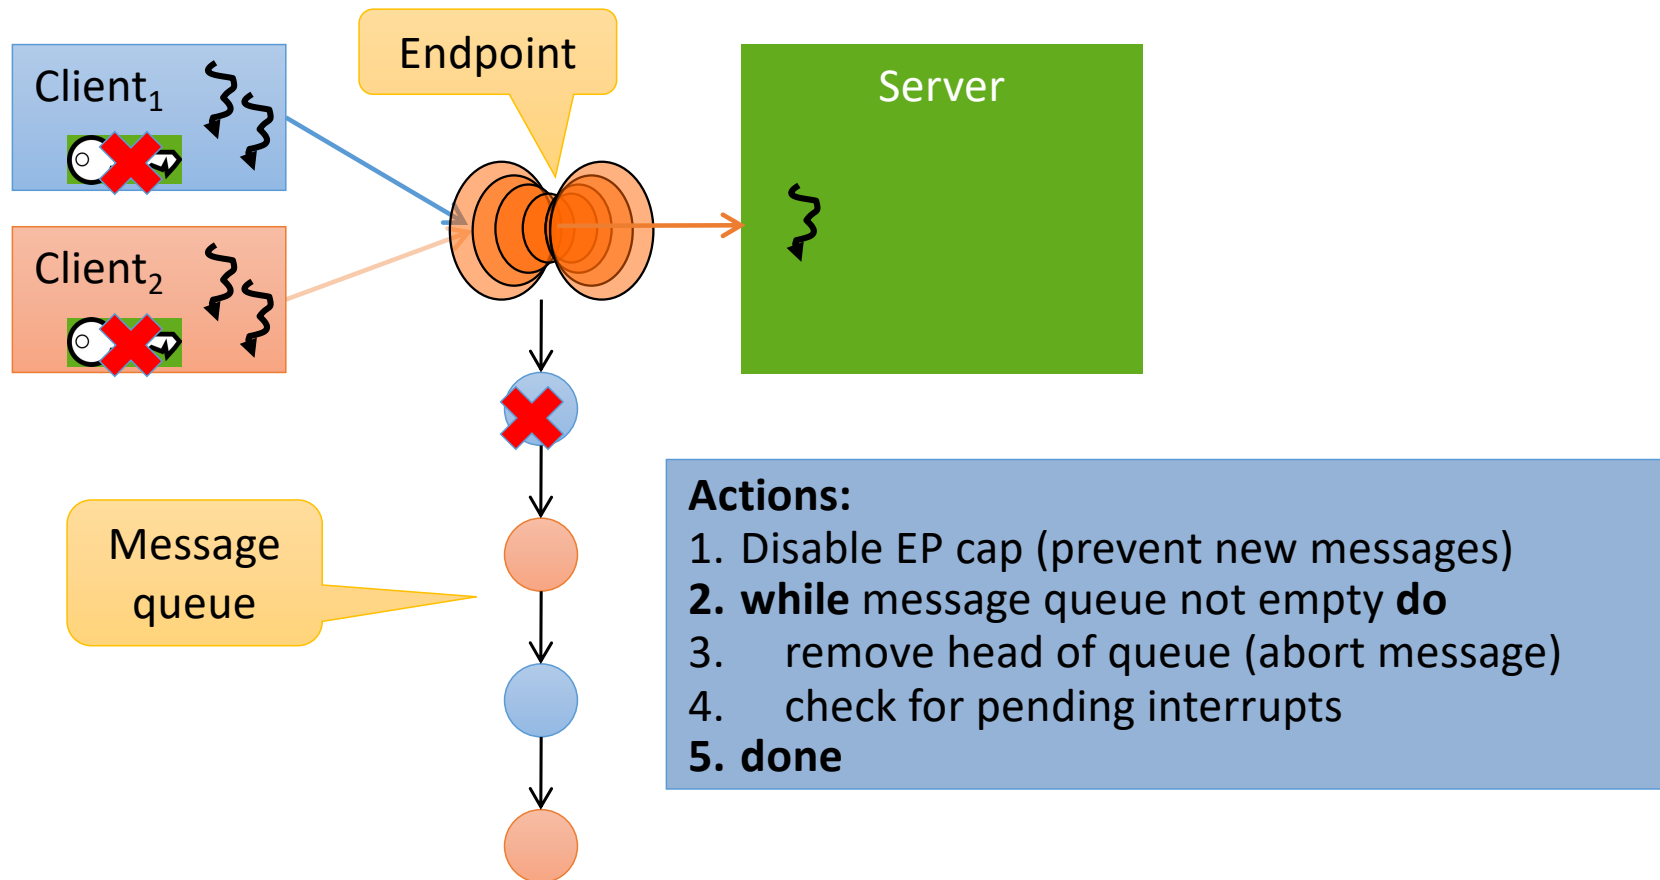 Endpoint
Client₁
Server
Client₂
Message
queue
Actions:
1. Disable EP cap (prevent new messages)
2. while message queue not empty do
3. remove head of queue (abort message)
4. check for pending interrupts
5. done